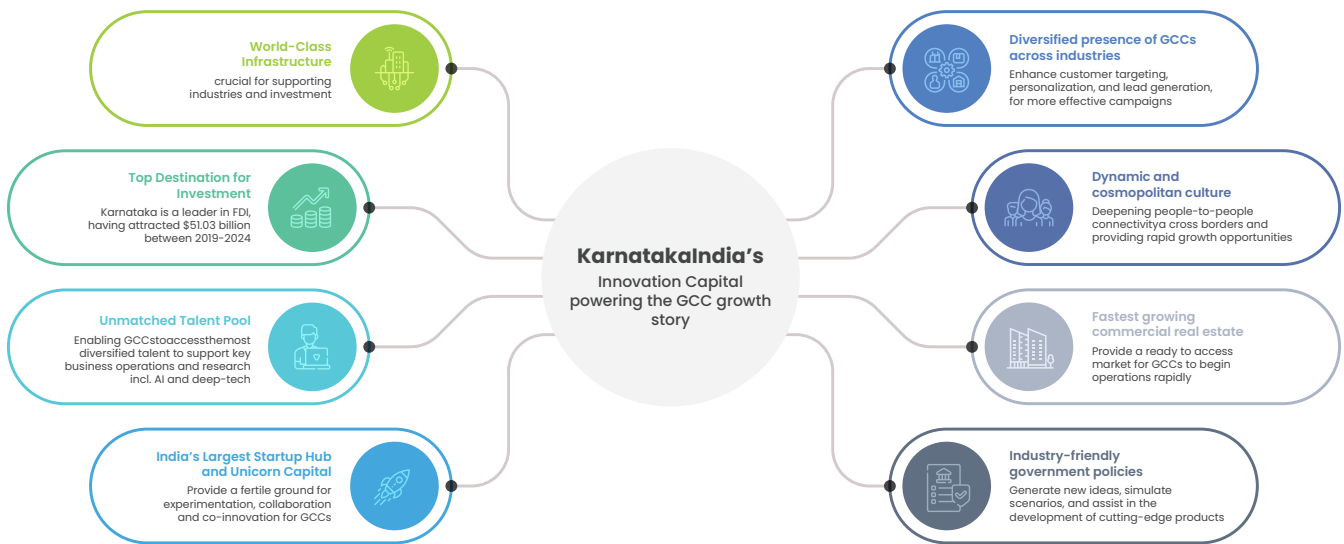 World-Class
Infrastructure
crucial for supporting
industries and investment
Top Destination for
Investment
Karnataka is a leader in FDI,
having attracted $51.03 billion
between 2019-2024
Unmatched Talent Pool
Enabling GCCstoaccessthemost
diversified talent to support key
business operations and research
incl. AI and deep-tech
India's Largest Startup Hub
and Unicorn Capital
Provide a fertile ground for
experimentation, collaboration
and co-innovation for GCCs
KarnatakaIndia's
Innovation Capital
powering the GCC growth
story
Diversified presence of GCCs
across industries
Enhance customer targeting,
personalization, and lead generation,
for more effective campaigns
Dynamic and
cosmopolitan culture
Deepening people-to-people
connectivitya cross borders and
providing rapid growth opportunities
Fastest growing
commercial real estate
Provide a ready to access
market for GCCs to begin
operations rapidly
Industry-friendly
government policies
Generate new ideas, simulate
scenarios, and assist in the
development of cutting-edge products